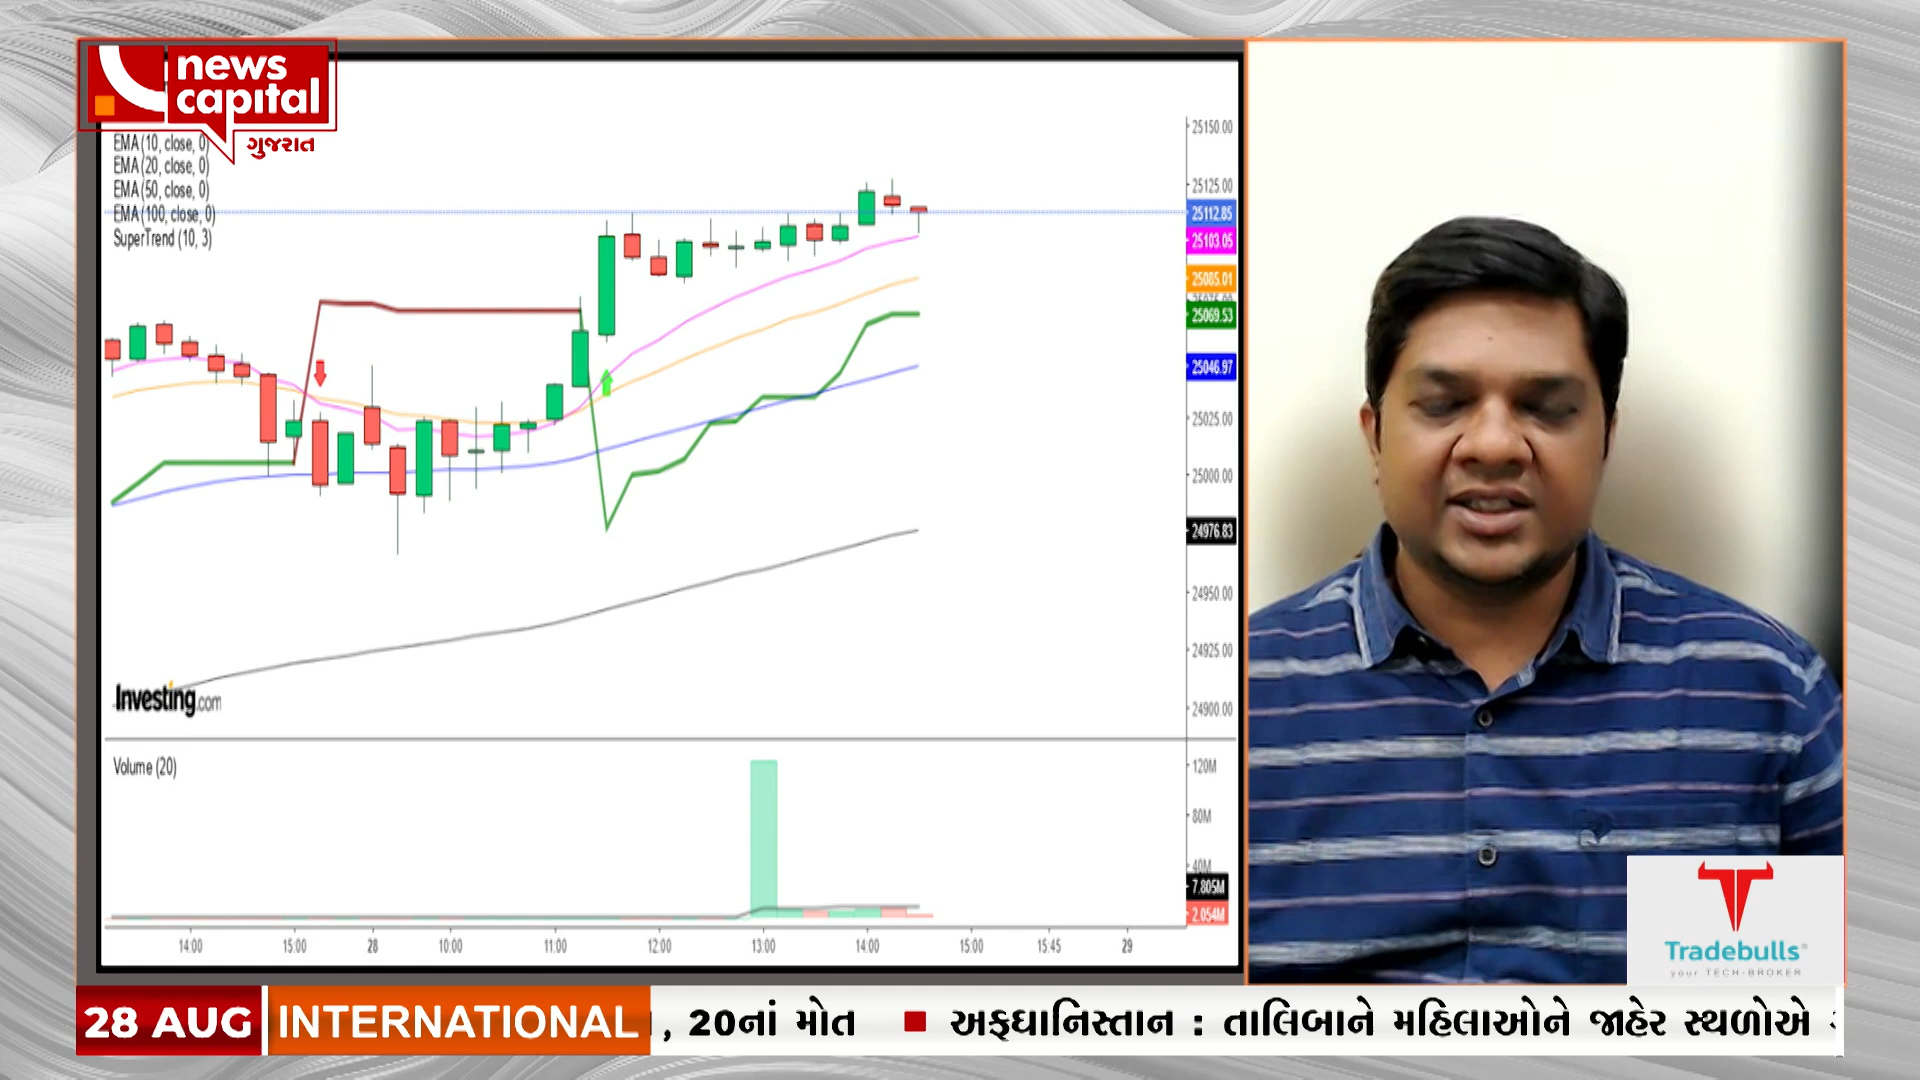 news
capital
ગુજરાત
EMA (10, close, 0)
EMA (20, close, 0)
EMA (50, close, 0)
EMA (100, close, 0)
SuperTrend (10, 3)
25150.00
25125.00
25112.85
25103.05
25085.01
25075.00
25069.53
25046.97
25025.00
25000.00
24976.83
24950.00
24925.00
24900.00
Investing.com
Volume (20)
120M
80M
40M
7.805M
2.054M
14:00 15:00 28 10:00 11:00 12:00 13:00 14:00 15:00 15:45 29
Tradebulls
your TECH-BROKER
28 AUG INTERNATIONAL , 20નાં મોત ■ અફઘાનિસ્તાન : તાલિબાને મહિલાઓને જાહેર સ્થળોએ